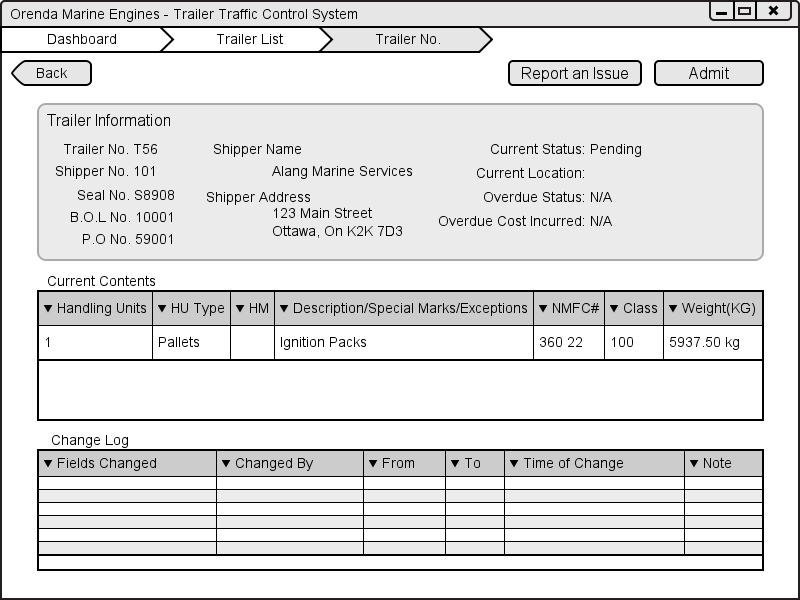 Orenda Marine Engines - Trailer Traffic Control System
Dashboard Trailer List Trailer No.
Back Report an Issue Admit
Trailer Information
Trailer No. T56 Shipper Name Current Status: Pending
Shipper No. 101 Alang Marine Services Current Location:
Seal No. S8908 Shipper Address Overdue Status: N/A
B.O.L No. 10001 123 Main Street Overdue Cost Incurred: N/A
P.O No. 59001 Ottawa, On K2K 7D3
Current Contents
Handling Units HU Type HM Description/Special Marks/Exceptions NMFC# Class Weight(KG)
1 Pallets Ignition Packs 360 22 100 5937.50 kg
Change Log
Fields Changed Changed By From To Time of Change Note